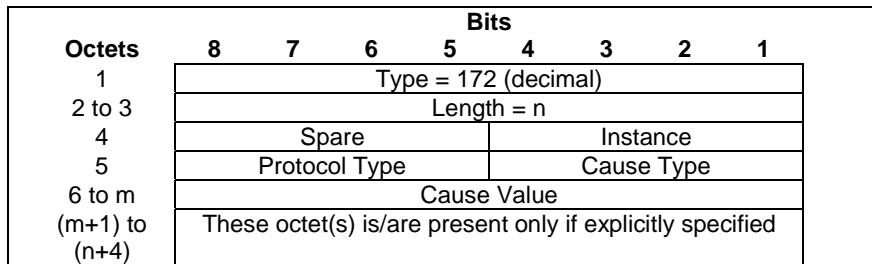 Bits
Octets 8 7 6 5 4 3 2 1
1 Type = 172 (decimal)
2 to 3 Length = n
4 Spare Instance
5 Protocol Type Cause Type
6 to m Cause Value
(m+1) to These octet(s) is/are present only if explicitly specified
(n+4)